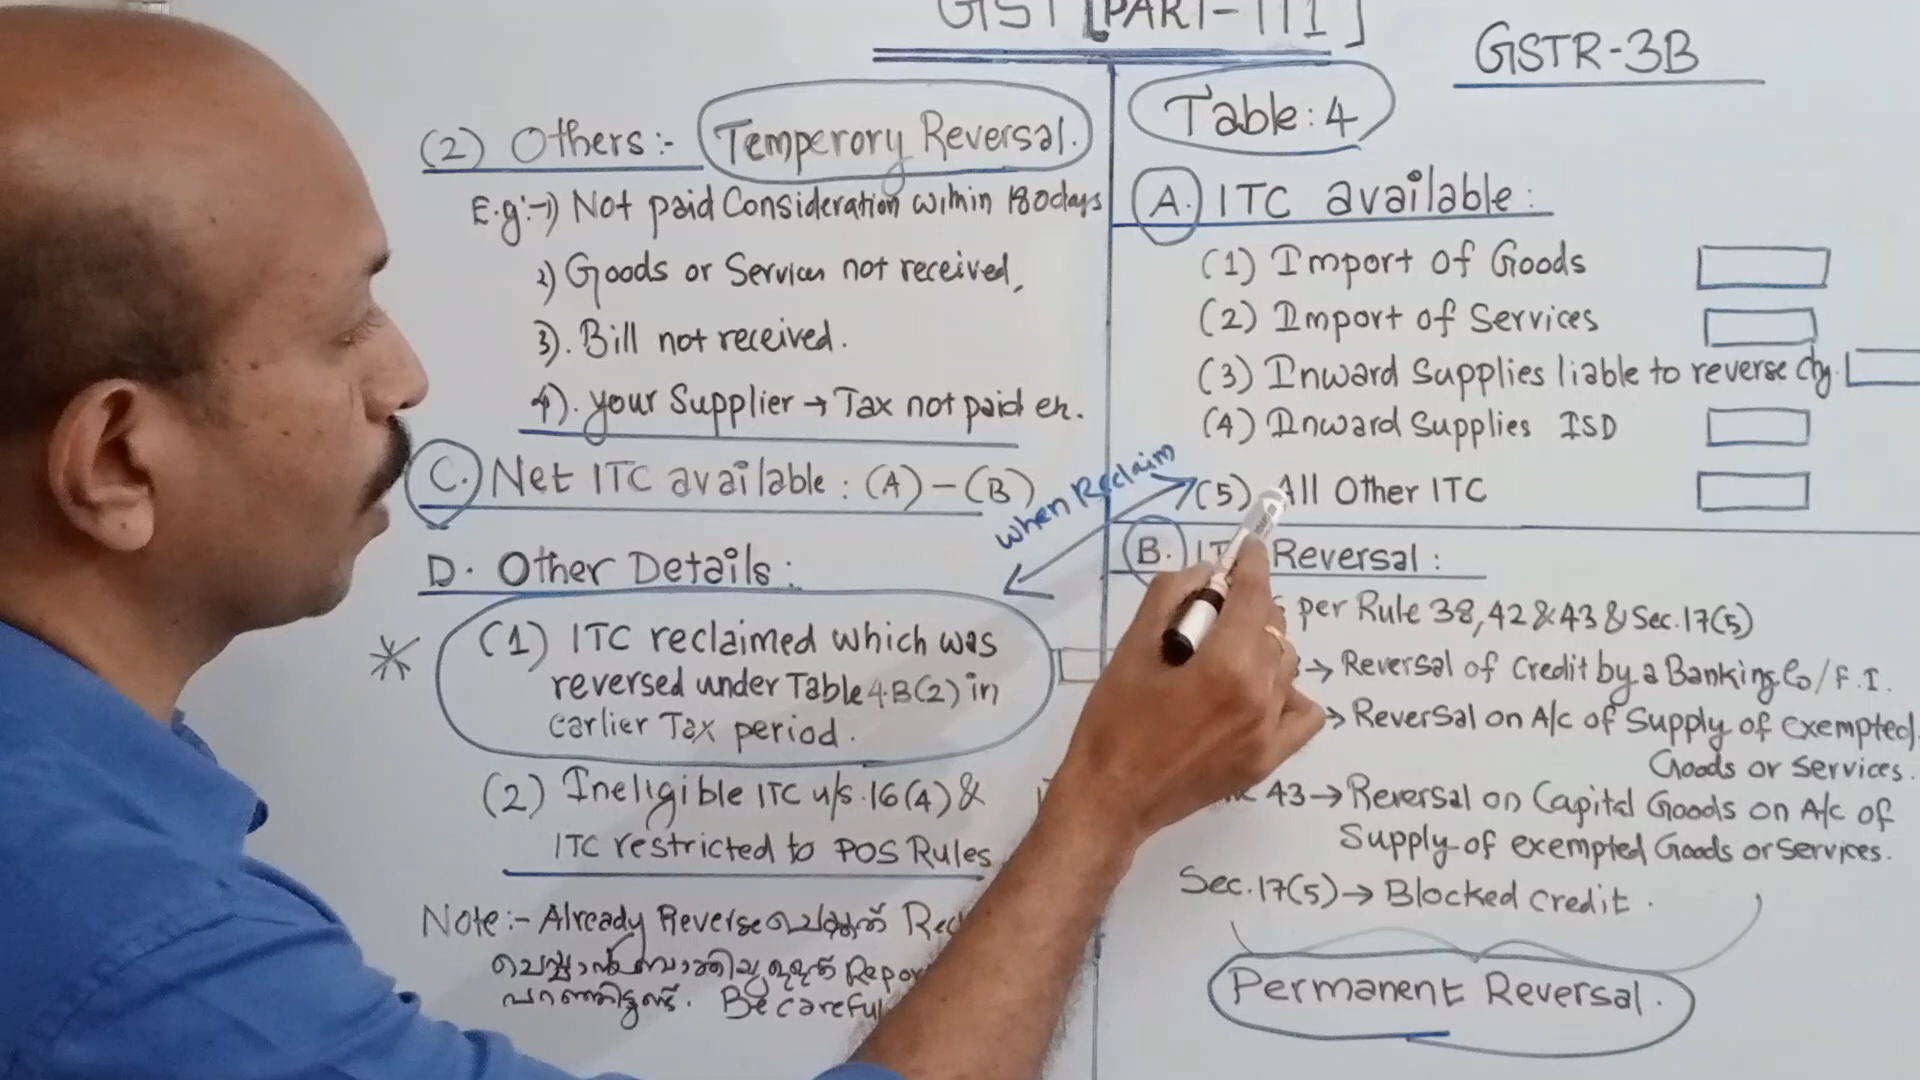 GST [PART-III]
GSTR-3B
(2) Others:- Temperory Reversal.
E.g:-1) Not paid Consideration within 180days
2) Goods or Services not received,
3). Bill not received.
4). your Supplier → Tax not paid etc.
C. Net ITC available : (A) - (B)
D. Other Details :
(1) ITC reclaimed which was
reversed under Table 4.B(2) in
earlier Tax period.
(2) Ineligible ITC u/s. 16(4) &
ITC restricted to POS Rules
Note:- Already Reverse
Be careful
When Reclaim
Table : 4
A. ITC available :
(1) Import of Goods
(2) Import of Services
(3) Inward Supplies liable to reverse chg.
(4) Inward Supplies ISD
(5) All Other ITC
B. Reversal :
per Rule 38, 42 & 43 & Sec. 17(5)
→ Reversal of Credit by a Banking Co/F.I.
→ Reversal on A/c of Supply of exempted
Goods or services.
43 → Reversal on Capital Goods on A/c of
Supply of exempted Goods or services.
Sec. 17(5) → Blocked credit.
Permanent Reversal.